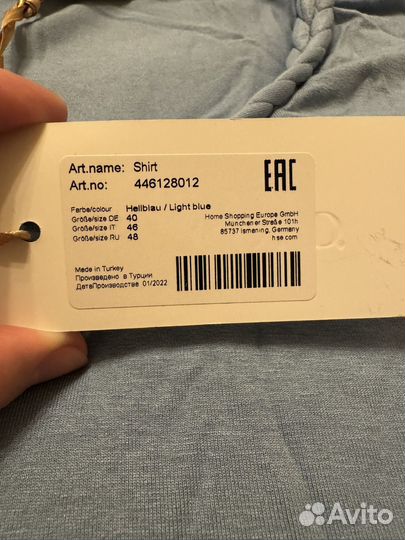 Art.name: Shirt
Art.no: 446128012
EAC
Farbe/colour Hellblau / Light blue
Größe/size DE 40
Größe/size IT 46
Größe/size RU 48
Home Shopping Europe GmbH
Münchener Straße 101h
85737 Ismaning, Germany
hse.com
Made in Turkey
Произведено в Турции
ДатаПроизводства 01/2022
Avito